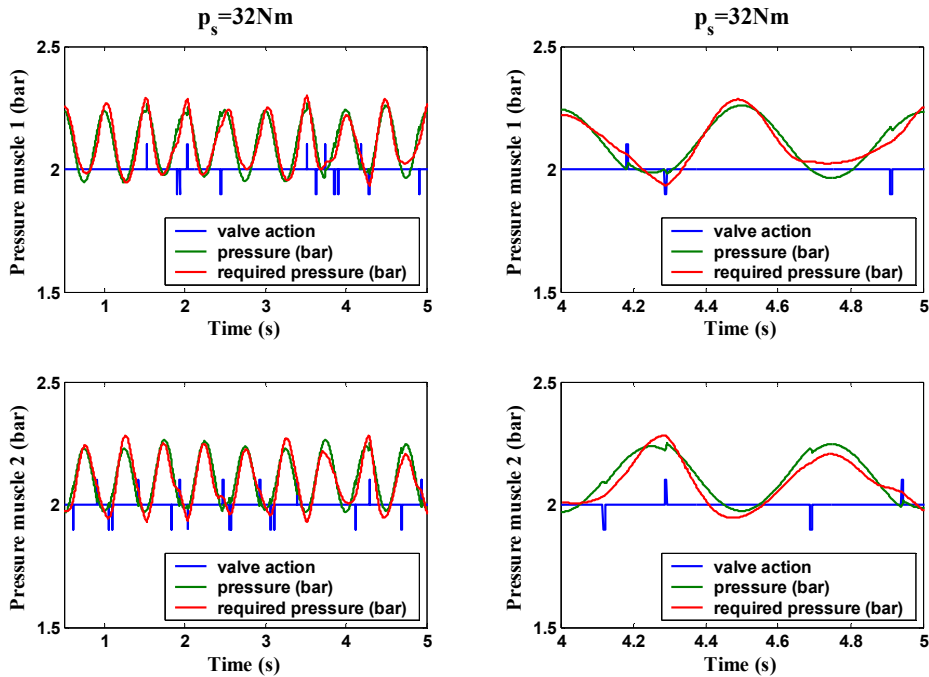 p_s=32Nm
2.5
2
1.5
Pressure muscle 1 (bar)
valve action
pressure (bar)
required pressure (bar)
1 2 3 4 5
Time (s)
p_s=32Nm
2.5
2
1.5
Pressure muscle 1 (bar)
valve action
pressure (bar)
required pressure (bar)
4 4.2 4.4 4.6 4.8 5
Time (s)
2.5
2
1.5
Pressure muscle 2 (bar)
valve action
pressure (bar)
required pressure (bar)
1 2 3 4 5
Time (s)
2.5
2
1.5
Pressure muscle 2 (bar)
valve action
pressure (bar)
required pressure (bar)
4 4.2 4.4 4.6 4.8 5
Time (s)